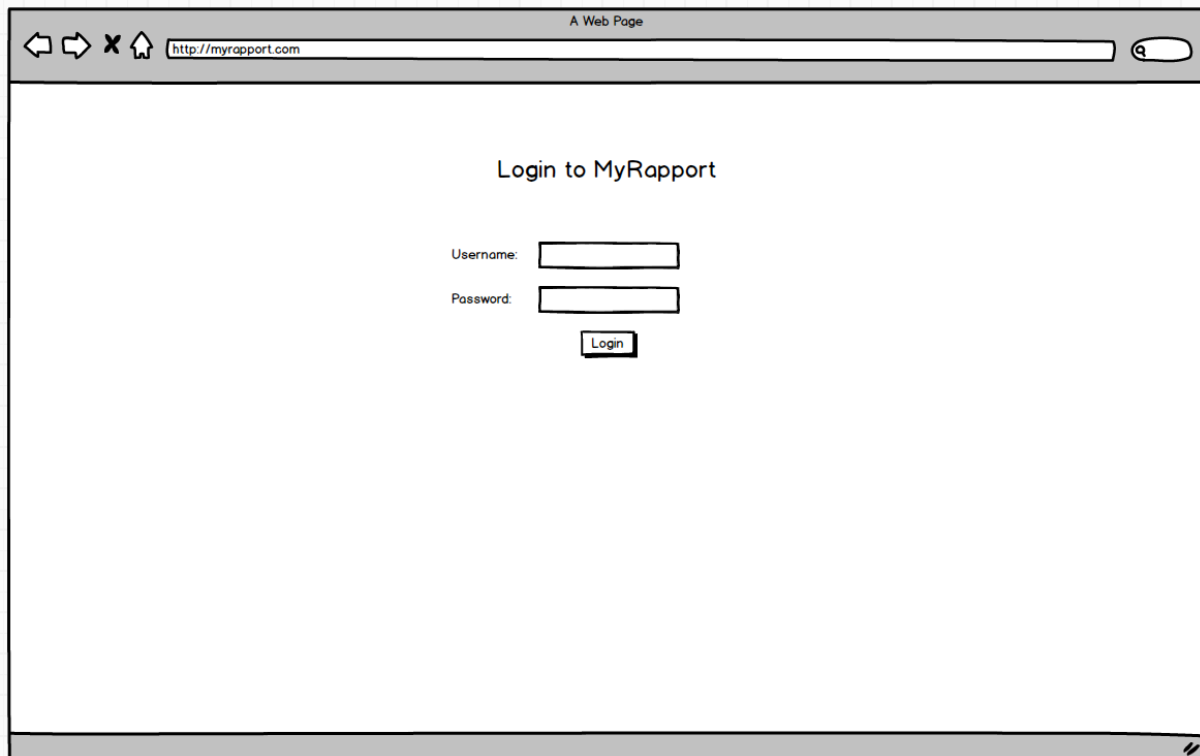 A Web Page
http://myrapport.com
Login to MyRapport
Username:
Password:
Login